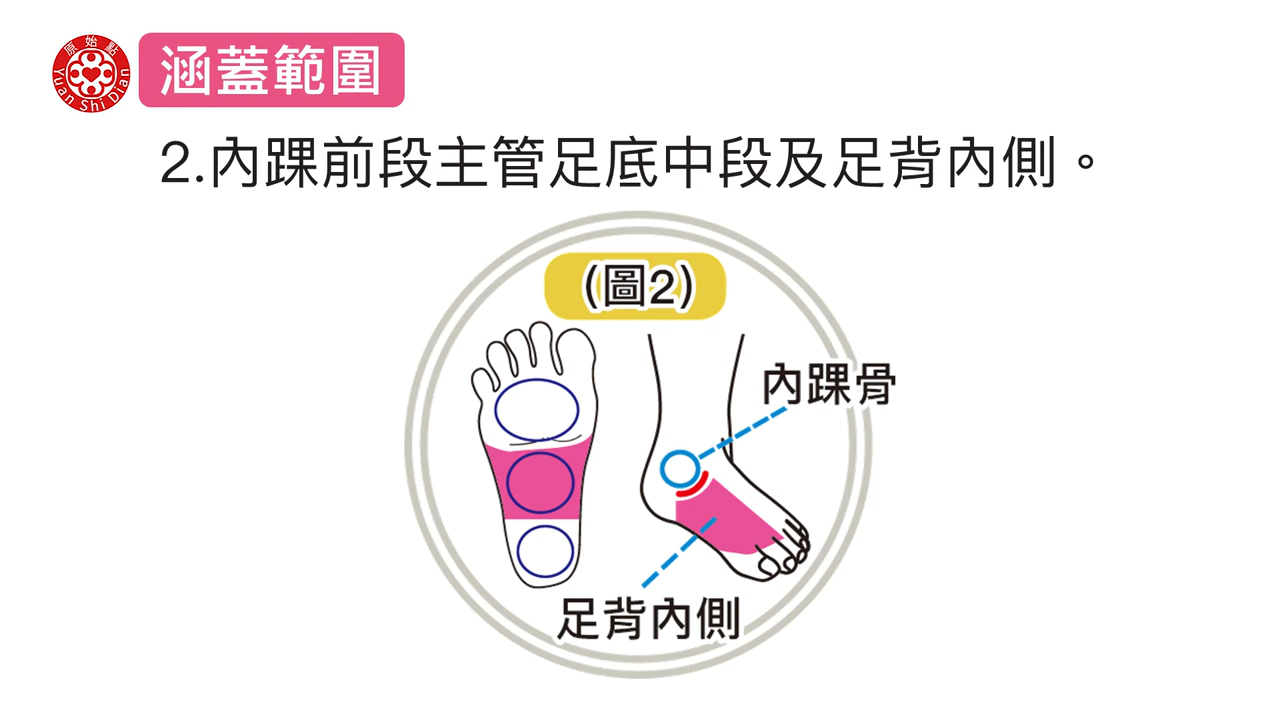 原始點
Yuan Shi Dian
涵蓋範圍
2.內踝前段主管足底中段及足背內側。
(圖2)
內踝骨
足背內側